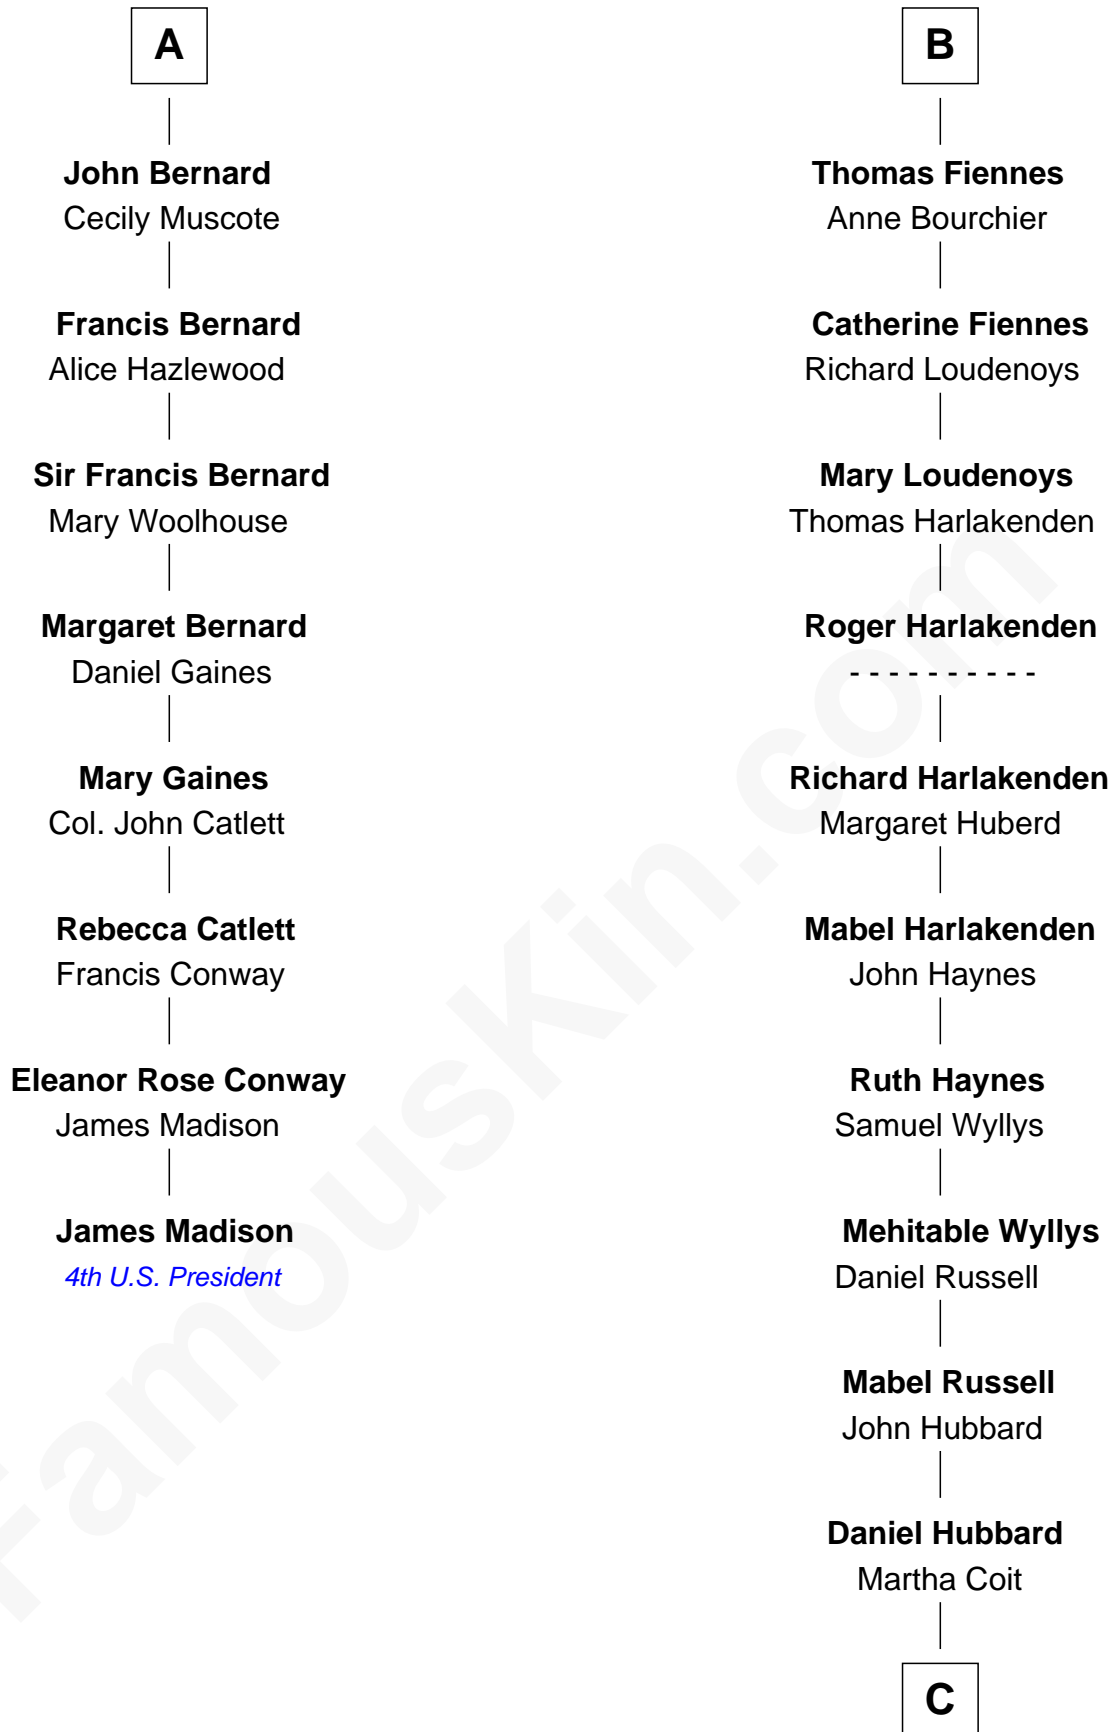 A
John Bernard
Cecily Muscote
Francis Bernard
Alice Hazlewood
Sir Francis Bernard
Mary Woolhouse
Margaret Bernard
Daniel Gaines
Mary Gaines
Col. John Catlett
Rebecca Catlett
Francis Conway
Eleanor Rose Conway
James Madison
James Madison
4th U.S. President
B
Thomas Fiennes
Anne Bourchier
Catherine Fiennes
Richard Loudenoys
Mary Loudenoys
Thomas Harlakenden
Roger Harlakenden
- - - - - - - - - -
Richard Harlakenden
Margaret Huberd
Mabel Harlakenden
John Haynes
Ruth Haynes
Samuel Wyllys
Mehitable Wyllys
Daniel Russell
Mabel Russell
John Hubbard
Daniel Hubbard
Martha Coit
C
FamousKin.com